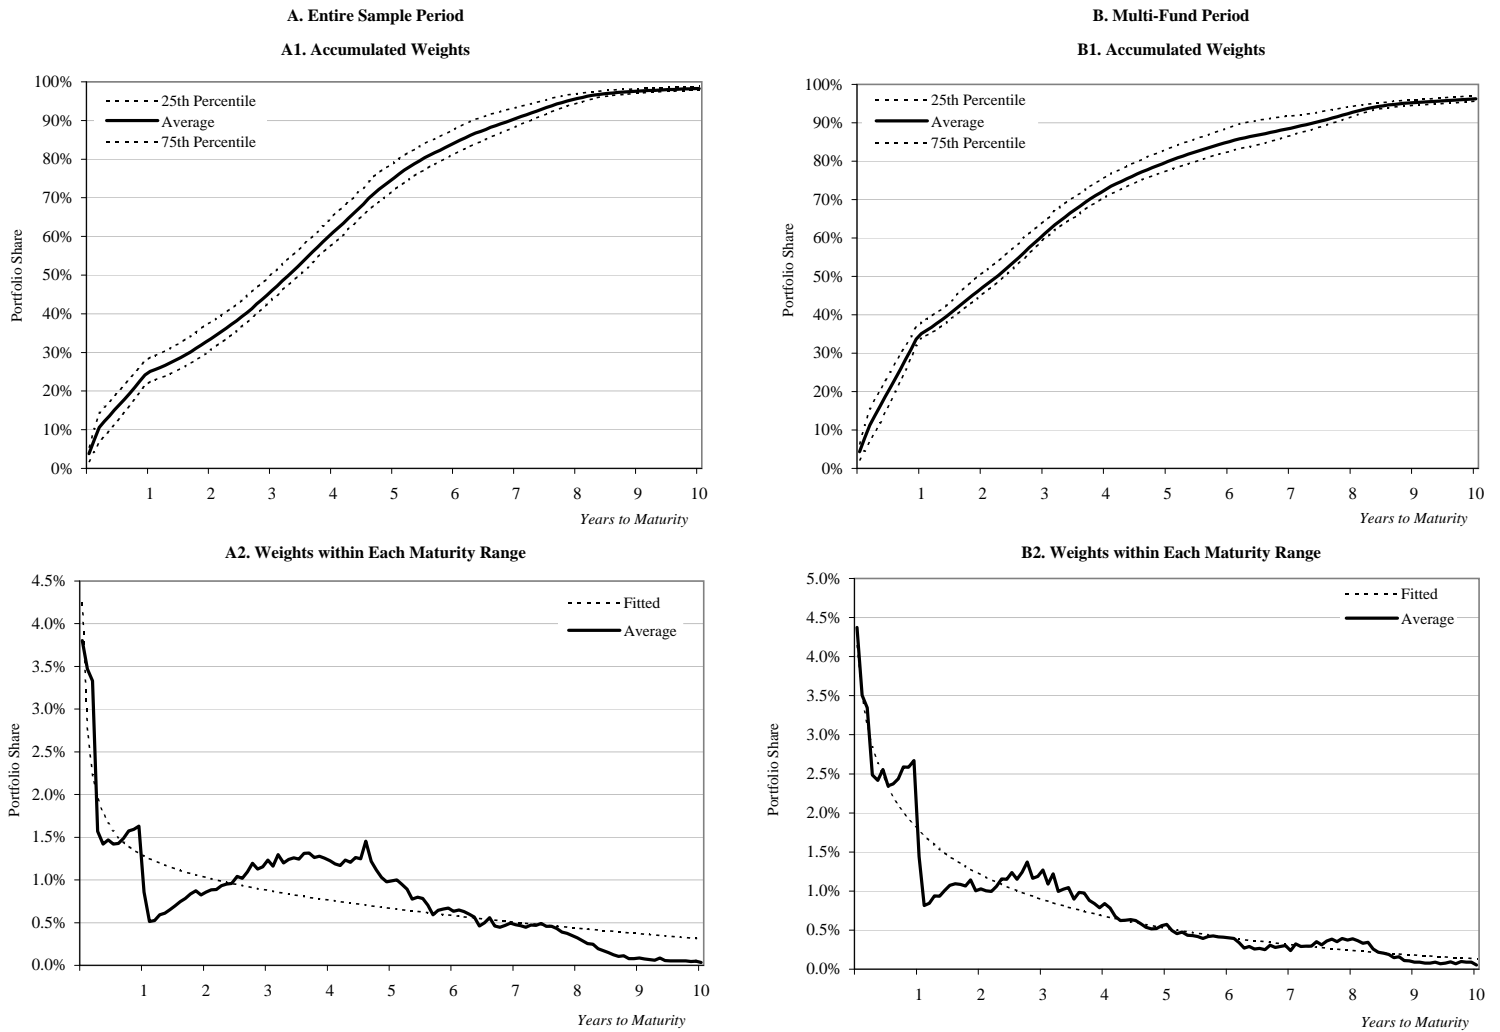 A. Entire Sample Period
A1. Accumulated Weights
100%
90%
80%
70%
60%
50%
40%
30%
20%
10%
0%
Portfolio Share
25th Percentile
Average
75th Percentile
1 2 3 4 5 6 7 8 9 10
Years to Maturity
B. Multi-Fund Period
B1. Accumulated Weights
100%
90%
80%
70%
60%
50%
40%
30%
20%
10%
0%
Portfolio Share
25th Percentile
Average
75th Percentile
1 2 3 4 5 6 7 8 9 10
Years to Maturity
A2. Weights within Each Maturity Range
4.5%
4.0%
3.5%
3.0%
2.5%
2.0%
1.5%
1.0%
0.5%
0.0%
Portfolio Share
Fitted
Average
1 2 3 4 5 6 7 8 9 10
Years to Maturity
B2. Weights within Each Maturity Range
5.0%
4.5%
4.0%
3.5%
3.0%
2.5%
2.0%
1.5%
1.0%
0.5%
0.0%
Portfolio Share
Fitted
Average
1 2 3 4 5 6 7 8 9 10
Years to Maturity